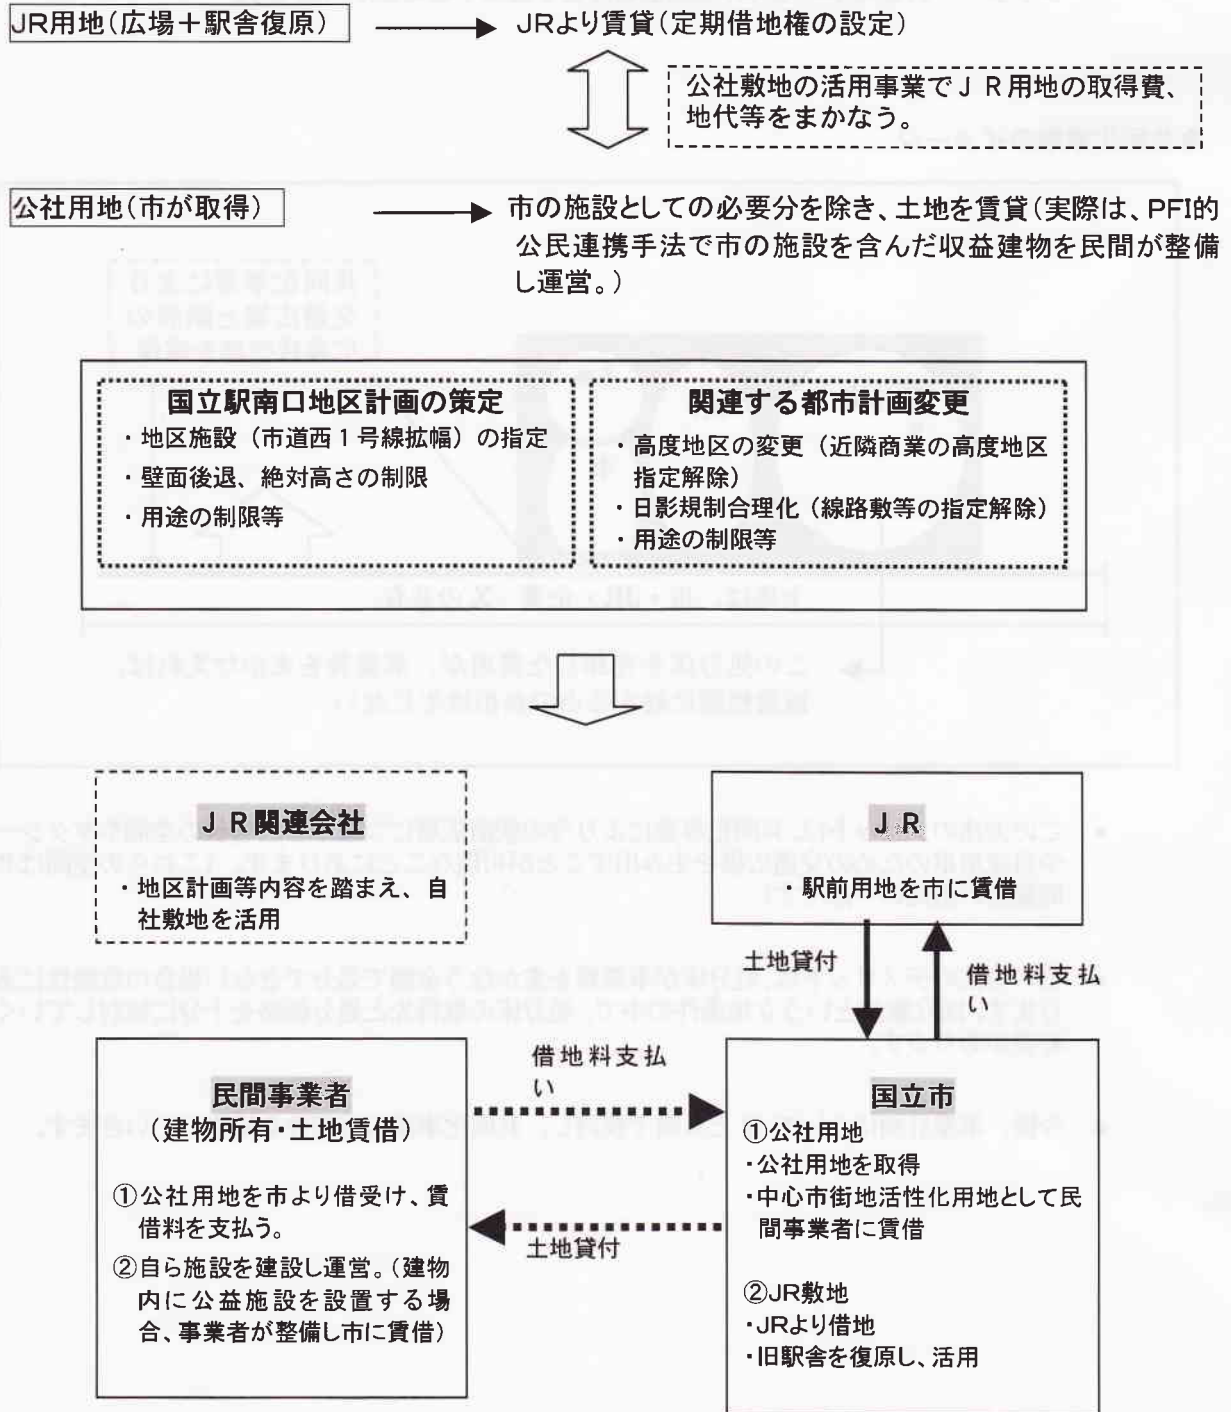 JR用地（広場＋駅舎復原）
JRより賃貸（定期借地権の設定）
公社敷地の活用事業でＪＲ用地の取得費、
地代等をまかなう。
公社用地（市が取得）
市の施設としての必要分を除き、土地を賃貸（実際は、PFI的
公民連携手法で市の施設を含んだ収益建物を民間が整備
し運営。）
国立駅南口地区計画の策定
・地区施設（市道西１号線拡幅）の指定
・壁面後退、絶対高さの制限
・用途の制限等
関連する都市計画変更
・高度地区の変更（近隣商業の高度地区
指定解除）
・日影規制合理化（線路敷等の指定解除）
・用途の制限等
ＪＲ関連会社
・地区計画等内容を踏まえ、自
社敷地を活用
ＪＲ
・駅前用地を市に賃借
土地貸付
借地料支払
い
民間事業者
（建物所有・土地賃借）
①公社用地を市より借受け、賃
借料を支払う。
②自ら施設を建設し運営。（建物
内に公益施設を設置する場
合、事業者が整備し市に賃借）
借地料支払
い
土地貸付
国立市
①公社用地
・公社用地を取得
・中心市街地活性化用地として民
間事業者に賃借
②JR敷地
・JRより借地
・旧駅舎を復原し、活用